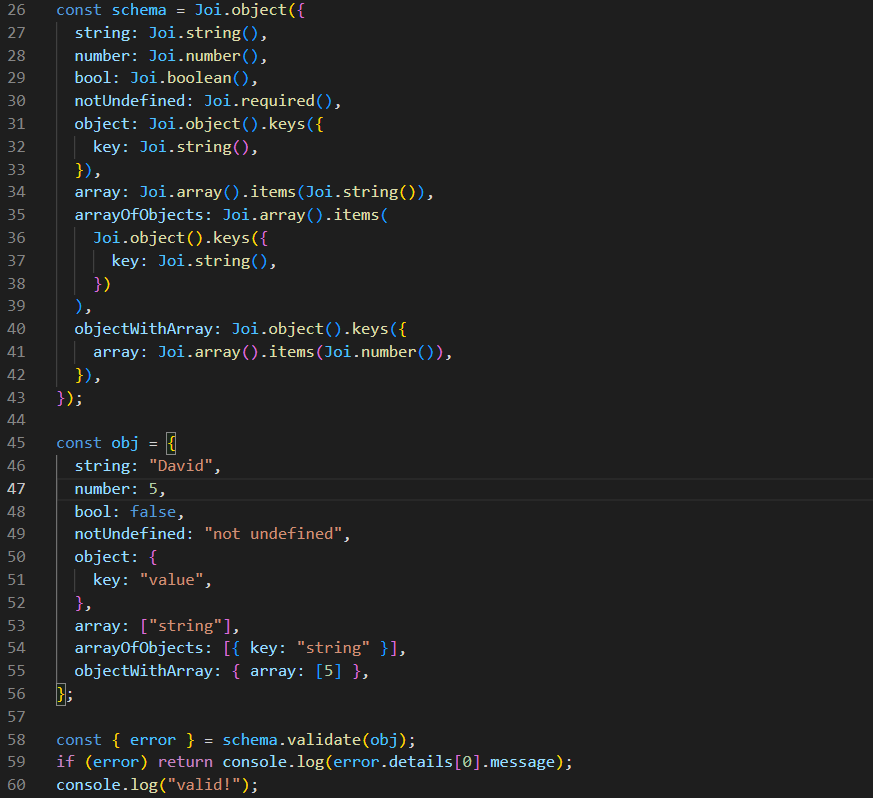 26 const schema = Joi.object({
27   string: Joi.string(),
28   number: Joi.number(),
29   bool: Joi.boolean(),
30   notUndefined: Joi.required(),
31   object: Joi.object().keys({
32     key: Joi.string(),
33   }),
34   array: Joi.array().items(Joi.string()),
35   arrayOfObjects: Joi.array().items(
36     Joi.object().keys({
37       key: Joi.string(),
38     })
39   ),
40   objectWithArray: Joi.object().keys({
41     array: Joi.array().items(Joi.number()),
42   }),
43 });
44
45 const obj = {
46   string: "David",
47   number: 5,
48   bool: false,
49   notUndefined: "not undefined",
50   object: {
51     key: "value",
52   },
53   array: ["string"],
54   arrayOfObjects: [{ key: "string" }],
55   objectWithArray: { array: [5] },
56 };
57
58 const { error } = schema.validate(obj);
59 if (error) return console.log(error.details[0].message);
60 console.log("valid!");